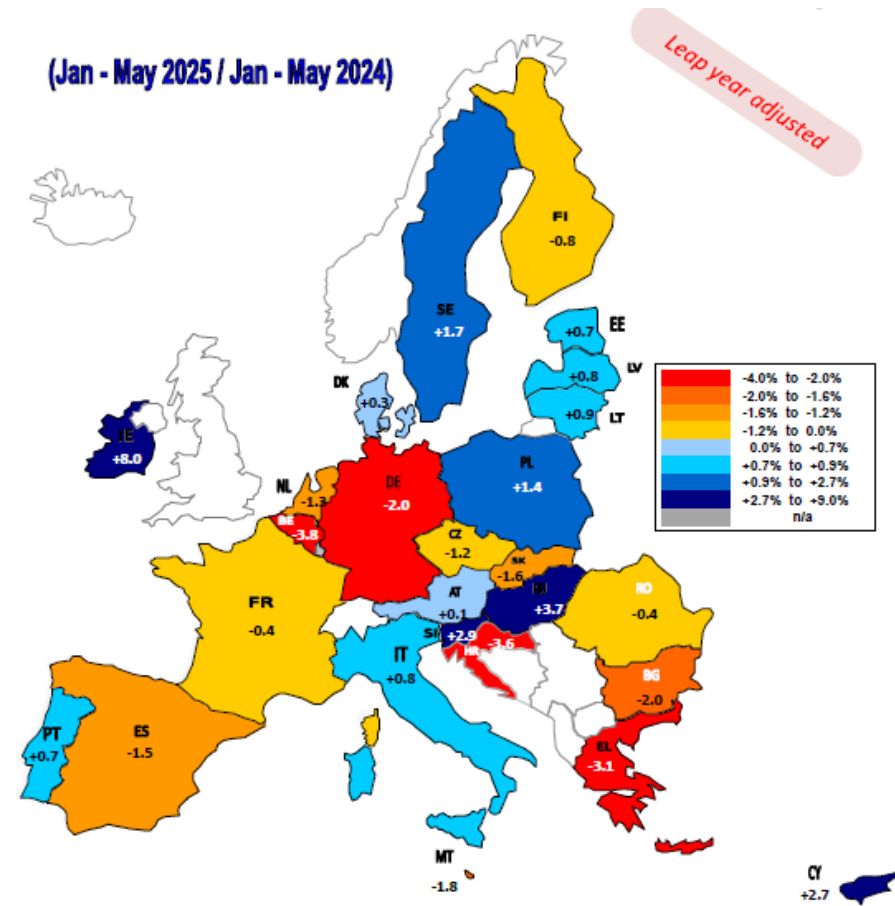 (Jan - May 2025 / Jan - May 2024)
Leap year adjusted
FI
-0.8
SE
+1.7
+0.7
EE
LV
+0.8
+0.9
LT
DK
+0.3
IE
+8.0
NL
-1.3
BE
-3.8
DE
-2.0
PL
+1.4
CZ
-1.2
SK
-1.6
AT
+0.1
HU
+3.7
SI
+2.9
HR
-3.6
RO
-0.4
FR
-0.4
IT
+0.8
BG
-2.0
PT
+0.7
ES
-1.5
EL
-3.1
MT
-1.8
CY
+2.7
-4.0% to -2.0%
-2.0% to -1.6%
-1.6% to -1.2%
-1.2% to 0.0%
0.0% to +0.7%
+0.7% to +0.9%
+0.9% to +2.7%
+2.7% to +9.0%
n/a